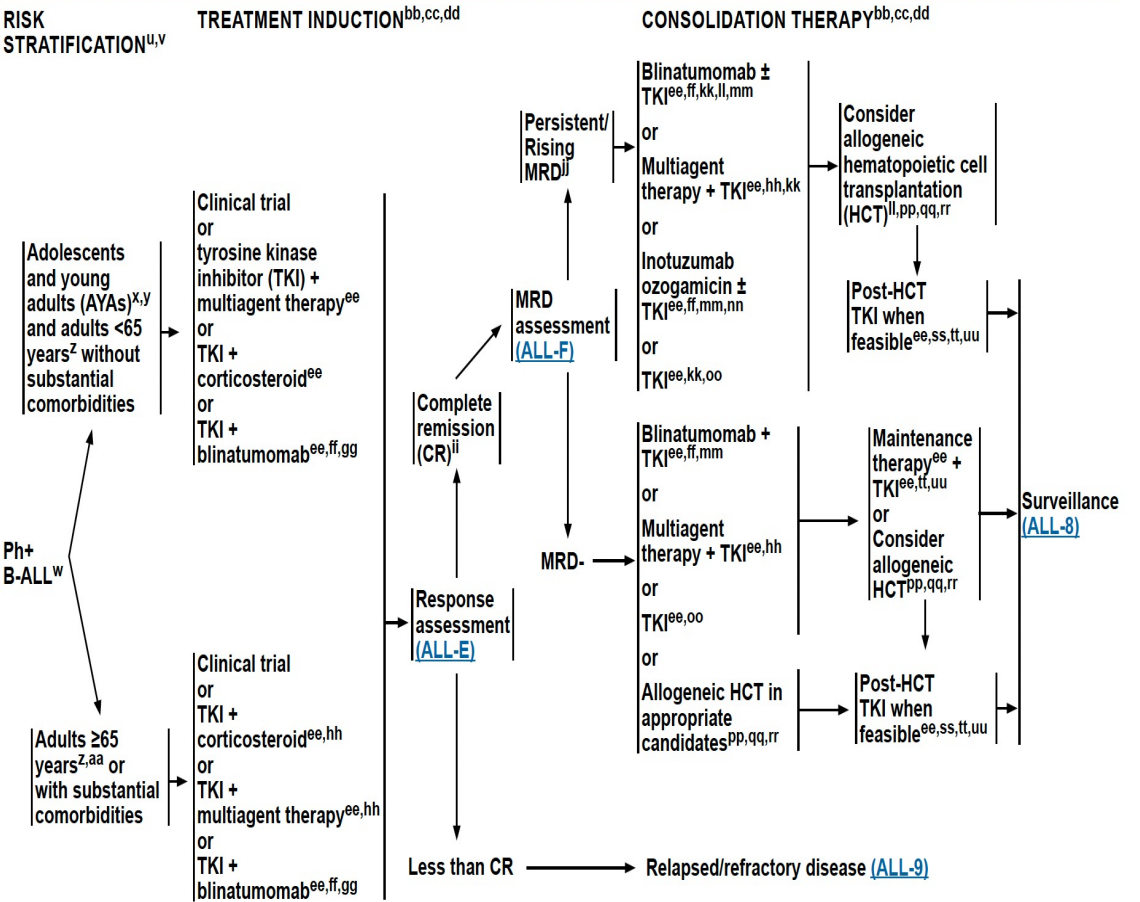 RISK
STRATIFICATIONu,v
TREATMENT INDUCTIONbb,cc,dd
CONSOLIDATION THERAPYbb,cc,dd
Ph+
B-ALLw
Adolescents
and young
adults (AYAs)x,y
and adults <65
yearsz without
substantial
comorbidities
Clinical trial
or
tyrosine kinase
inhibitor (TKI) +
multiagent therapyee
or
TKI +
corticosteroidee
or
TKI +
blinatumomabee,ff,gg
Adults ≥65
yearsz,aa or
with substantial
comorbidities
Clinical trial
or
TKI +
corticosteroidee,hh
or
TKI +
multiagent therapyee,hh
or
TKI +
blinatumomabee,ff,gg
Response
assessment
(ALL-E)
Complete
remission
(CR)ii
MRD
assessment
(ALL-F)
Persistent/
Rising
MRDjj
Blinatumomab ±
TKIee,ff,kk,ll,mm
or
Multiagent
therapy + TKIee,hh,kk
or
Inotuzumab
ozogamicin ±
TKIee,ff,mm,nn
or
TKIee,kk,oo
Consider
allogeneic
hematopoietic cell
transplantation
(HCT)ll,pp,qq,rr
Post-HCT
TKI when
feasibleee,ss,tt,uu
MRD-
Blinatumomab +
TKIee,ff,mm
or
Multiagent
therapy + TKIee,hh
or
TKIee,oo
or
Allogeneic HCT in
appropriate
candidatespp,qq,rr
Maintenance
therapyee +
TKIee,tt,uu
or
Consider
allogeneic
HCTpp,qq,rr
Post-HCT
TKI when
feasibleee,ss,tt,uu
Surveillance
(ALL-8)
Less than CR
Relapsed/refractory disease (ALL-9)